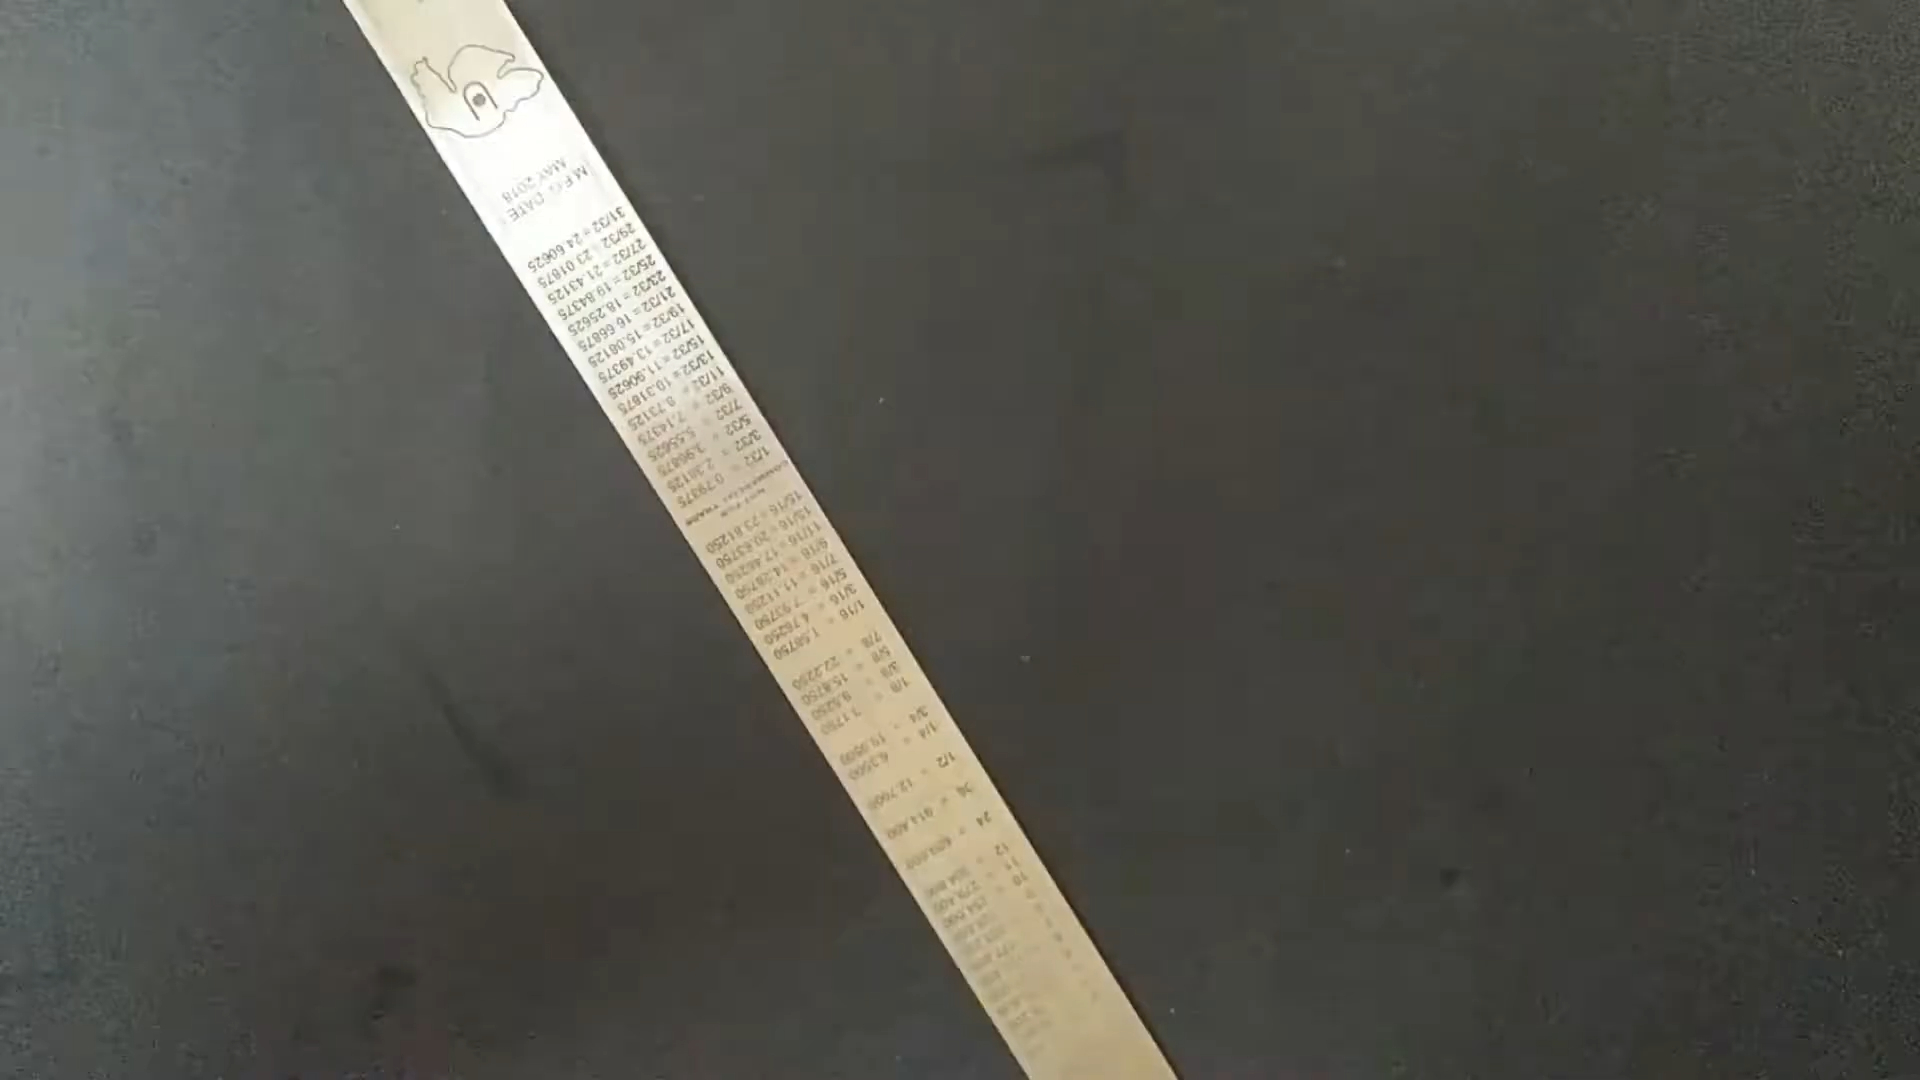 10 = 254.000
11 = 279.400
12 = 304.800
24 = 609.600
36 = 914.400
1/2 = 12.7000
1/4 = 6.3500
3/4 = 19.0500
1/8 = 3.1750
3/8 = 9.5250
5/8 = 15.8750
7/8 = 22.2250
1/16 = 1.58750
3/16 = 4.76250
5/16 = 7.93750
7/16 = 11.11250
9/16 = 14.28750
11/16 = 17.46250
13/16 = 20.63750
15/16 = 23.81250
NOT FOR
COMMERCIAL TRADE
1/32 = 0.79375
3/32 = 2.38125
5/32 = 3.96875
7/32 = 5.55625
9/32 = 7.14375
11/32 = 8.73125
13/32 = 10.31875
15/32 = 11.90625
17/32 = 13.49375
19/32 = 15.08125
21/32 = 16.66875
23/32 = 18.25625
25/32 = 19.84375
27/32 = 21.43125
29/32 = 23.01875
31/32 = 24.60625
MFG DATE
MAY 2018